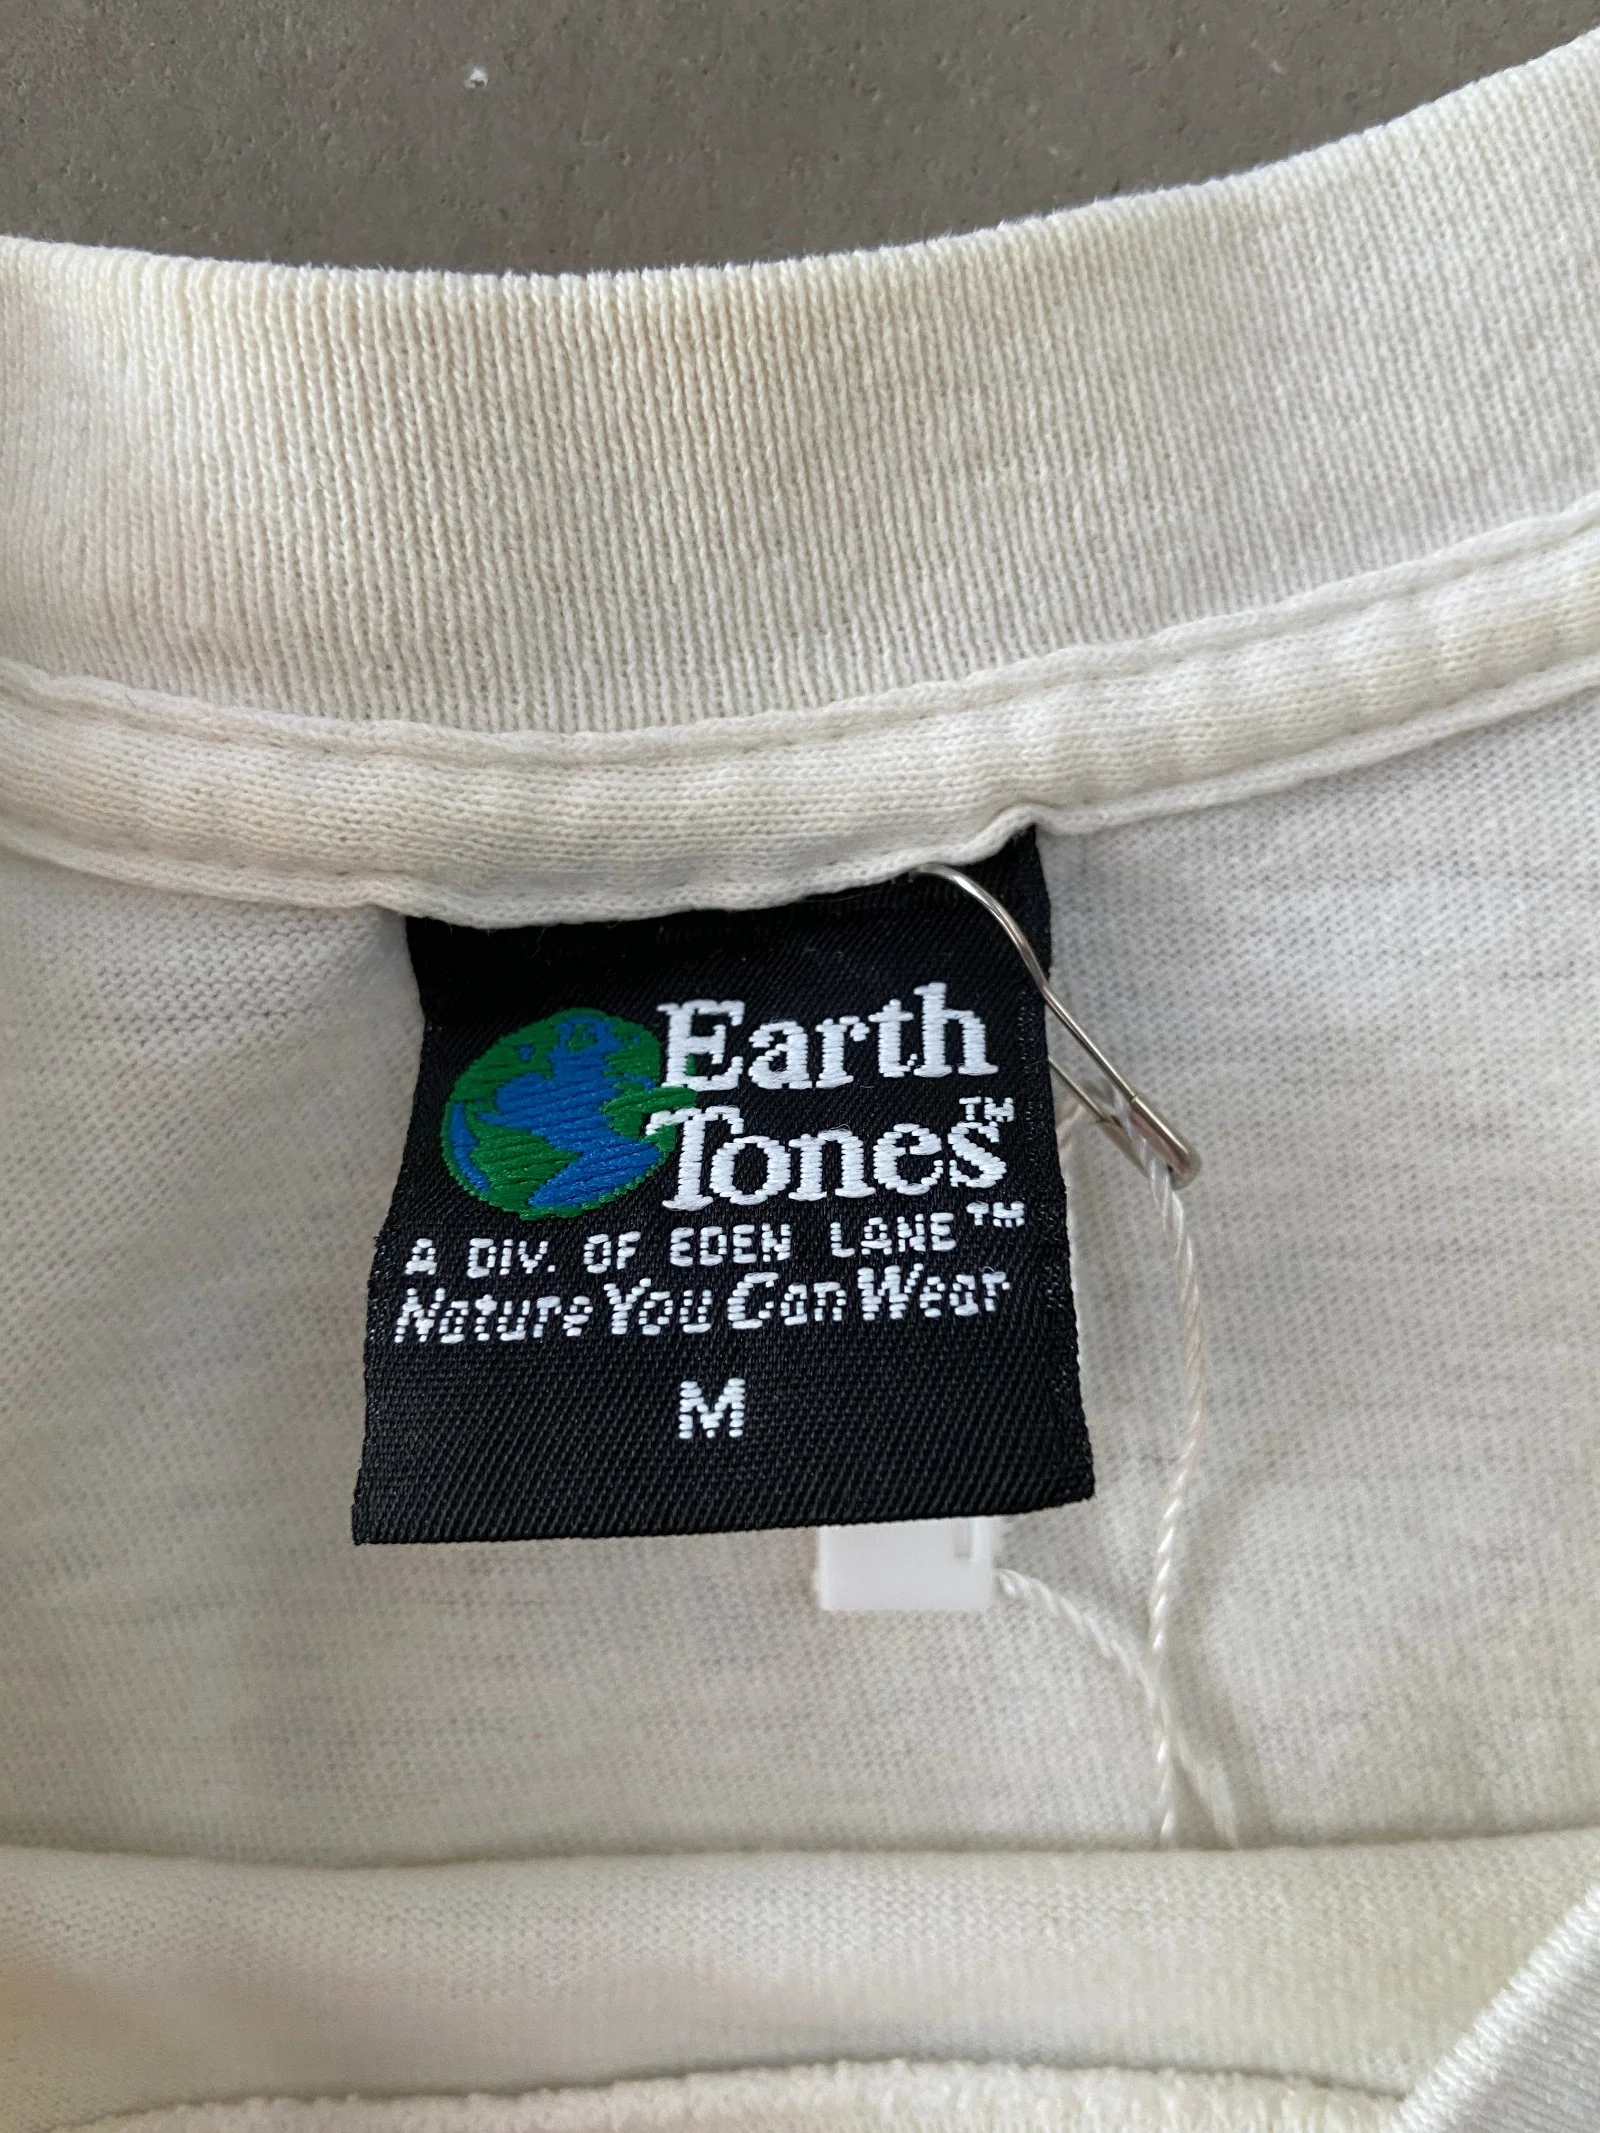 Earth
Tones™
A DIV. OF EDEN LANE™
Nature You Can Wear
M